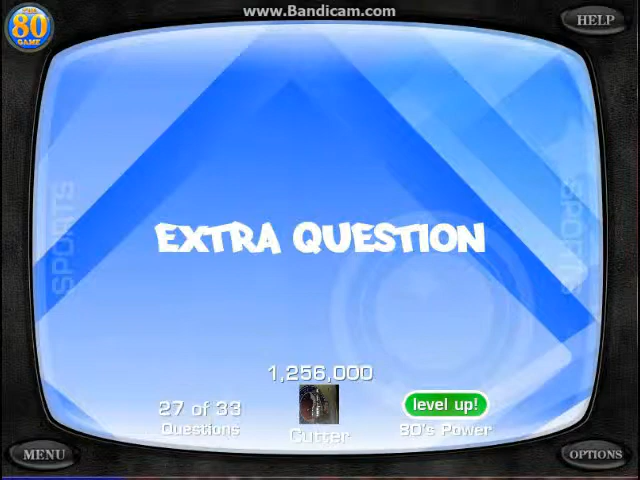 www.Bandicam.com
80
GAME
HELP
SPORTS
SPORTS
EXTRA QUESTION
1,256,000
27 of 33
Questions
Cutter
level up!
80's Power
MENU
OPTIONS